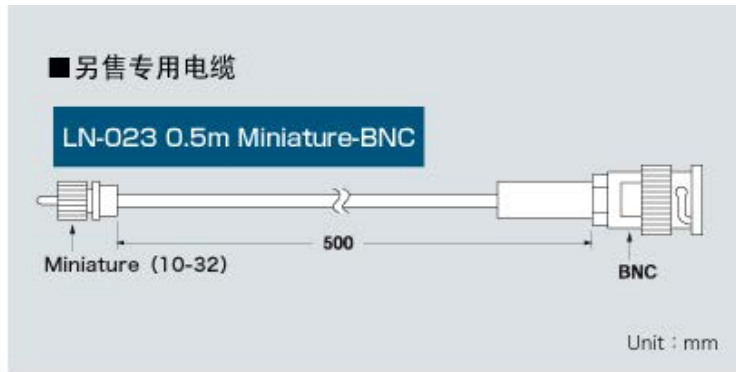 ■另售专用电缆
LN-023 0.5m Miniature-BNC
500
Miniature (10-32)
BNC
Unit：mm